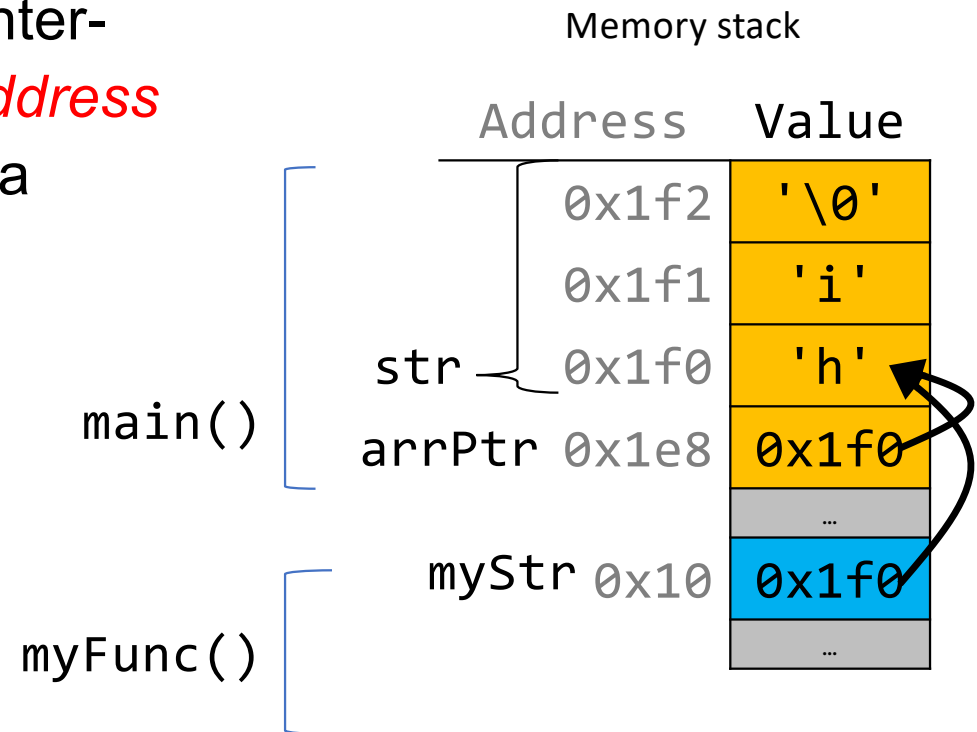 nter-
ddress
a
Memory stack
Address Value
0x1f2 '\0'
0x1f1 'i'
str 0x1f0 'h'
main()
arrPtr 0x1e8 0x1f0
…
myStr 0x10 0x1f0
myFunc()
…